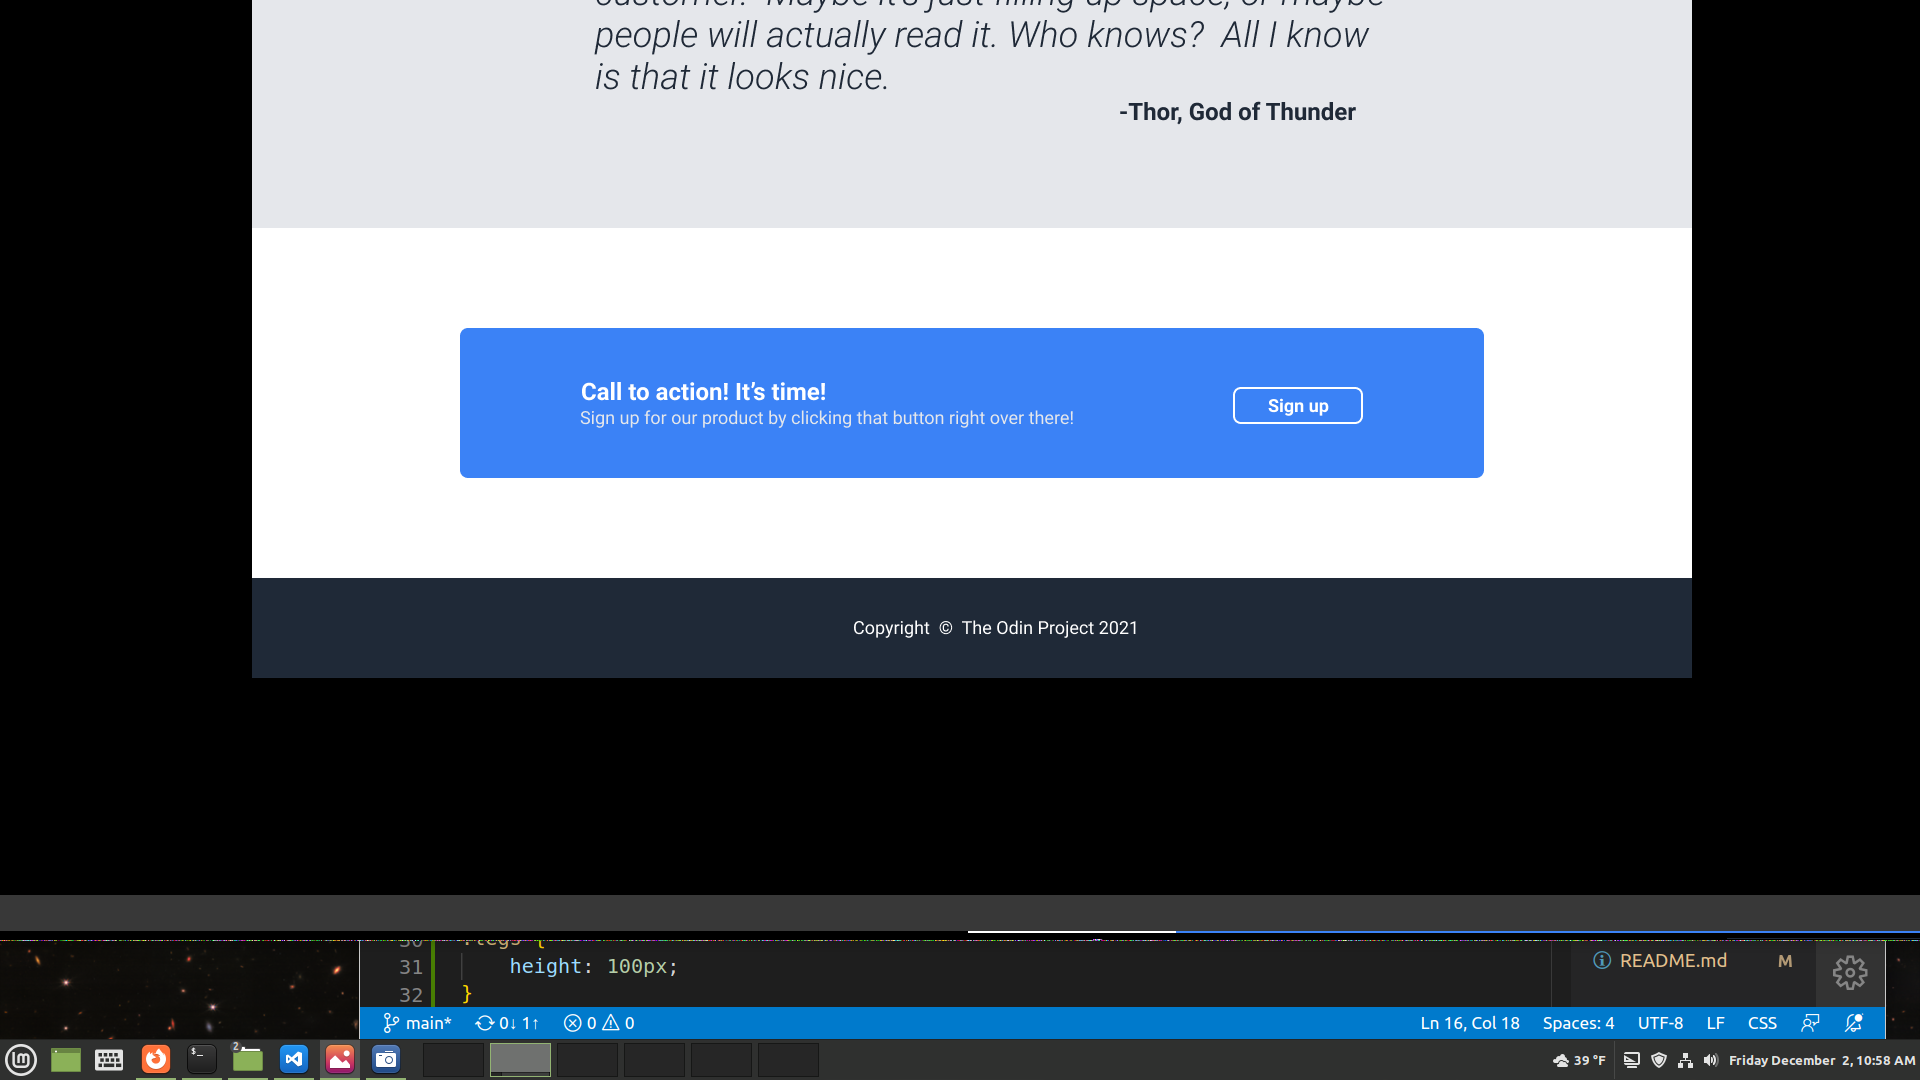 customer. Maybe it's just filling up space, or maybe
people will actually read it. Who knows?  All I know
is that it looks nice.
-Thor, God of Thunder
Call to action! It’s time!
Sign up for our product by clicking that button right over there!
Sign up
Copyright © The Odin Project 2021
30 .legs {
31 height: 100px;
32 }
README.md M
main* 0↓ 1↑ 0 0
Ln 16, Col 18 Spaces: 4 UTF-8 LF CSS
$_ 2
39 °F Friday December 2, 10:58 AM